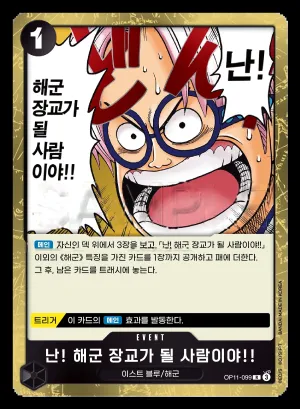 1
난!
해군
장교가
될
사람
이야!!
메인 자신의 덱 위에서 3장을 보고, 「난! 해군 장교가 될 사람이야!!」
이외의 《해군》 특징을 가진 카드를 1장까지 공개하고 패에 더한다.
그 후, 남은 카드를 트래시에 놓는다.
트리거 이 카드의 메인 효과를 발동한다.
EVENT
난! 해군 장교가 될 사람이야!!
이스트 블루/해군
OP11-099 R 3